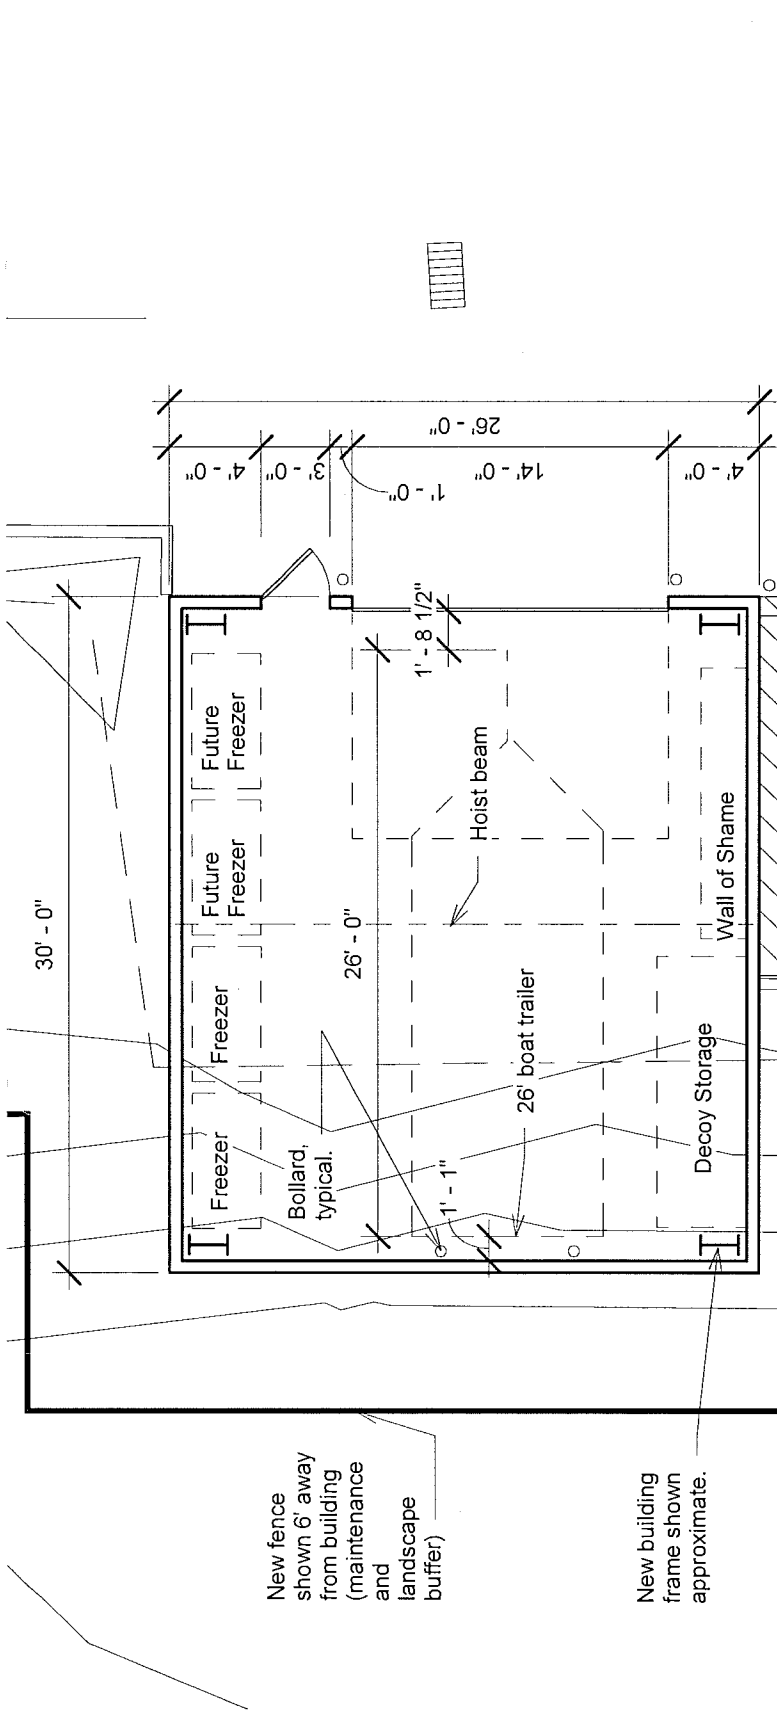 30' - 0"
Freezer
Freezer
Future
Freezer
Future
Freezer
Bollard,
typical.
26' - 0"
1' - 8 1/2"
1' - 1"
26' boat trailer
Hoist beam
Decoy Storage
Wall of Shame
4' - 0"
3' - 0"
1' - 0"
14' - 0"
4' - 0"
26' - 0"
New fence
shown 6' away
from building
(maintenance
and
landscape
buffer)
New building
frame shown
approximate.